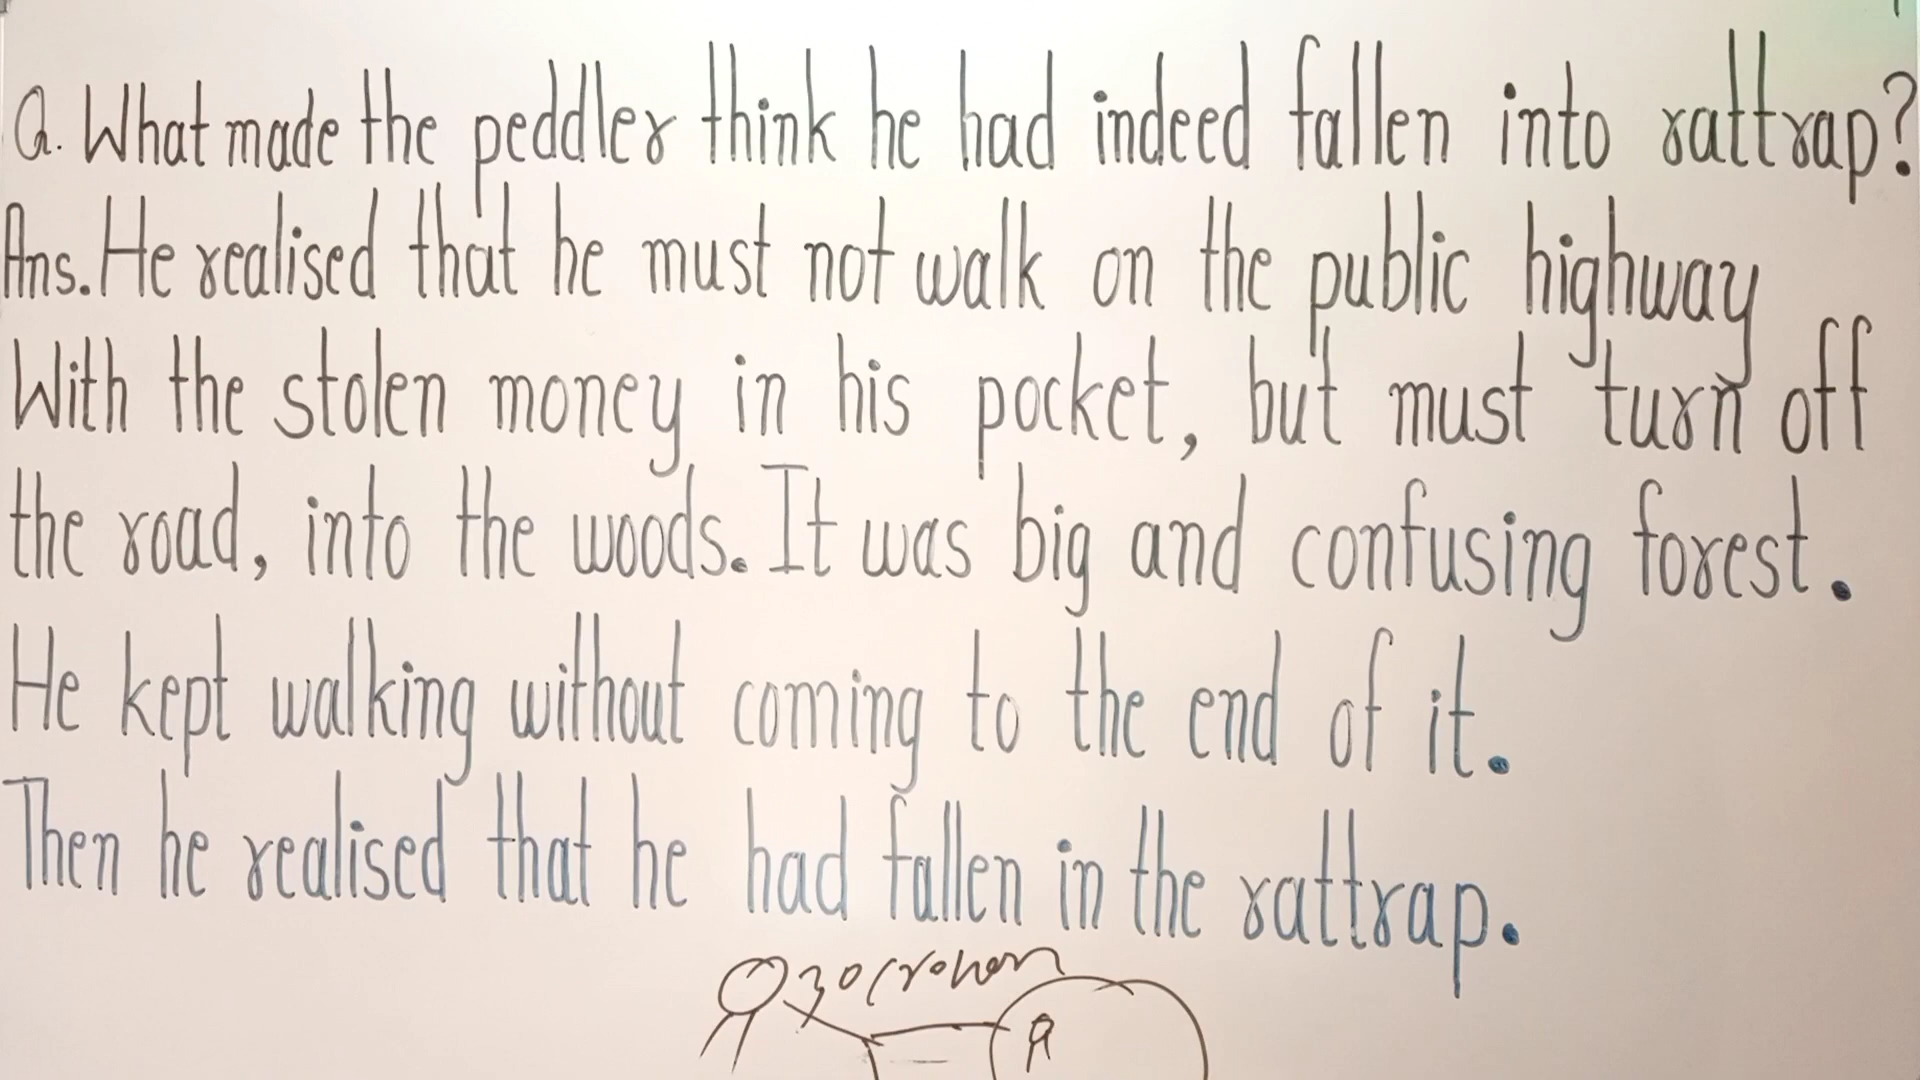 Q. What made the peddler think he had indeed fallen into rattrap?
Ans. He realised that he must not walk on the public highway
With the stolen money in his pocket, but must turn off
the road, into the woods. It was big and confusing forest.
He kept walking without coming to the end of it.
Then he realised that he had fallen in the rattrap.
30